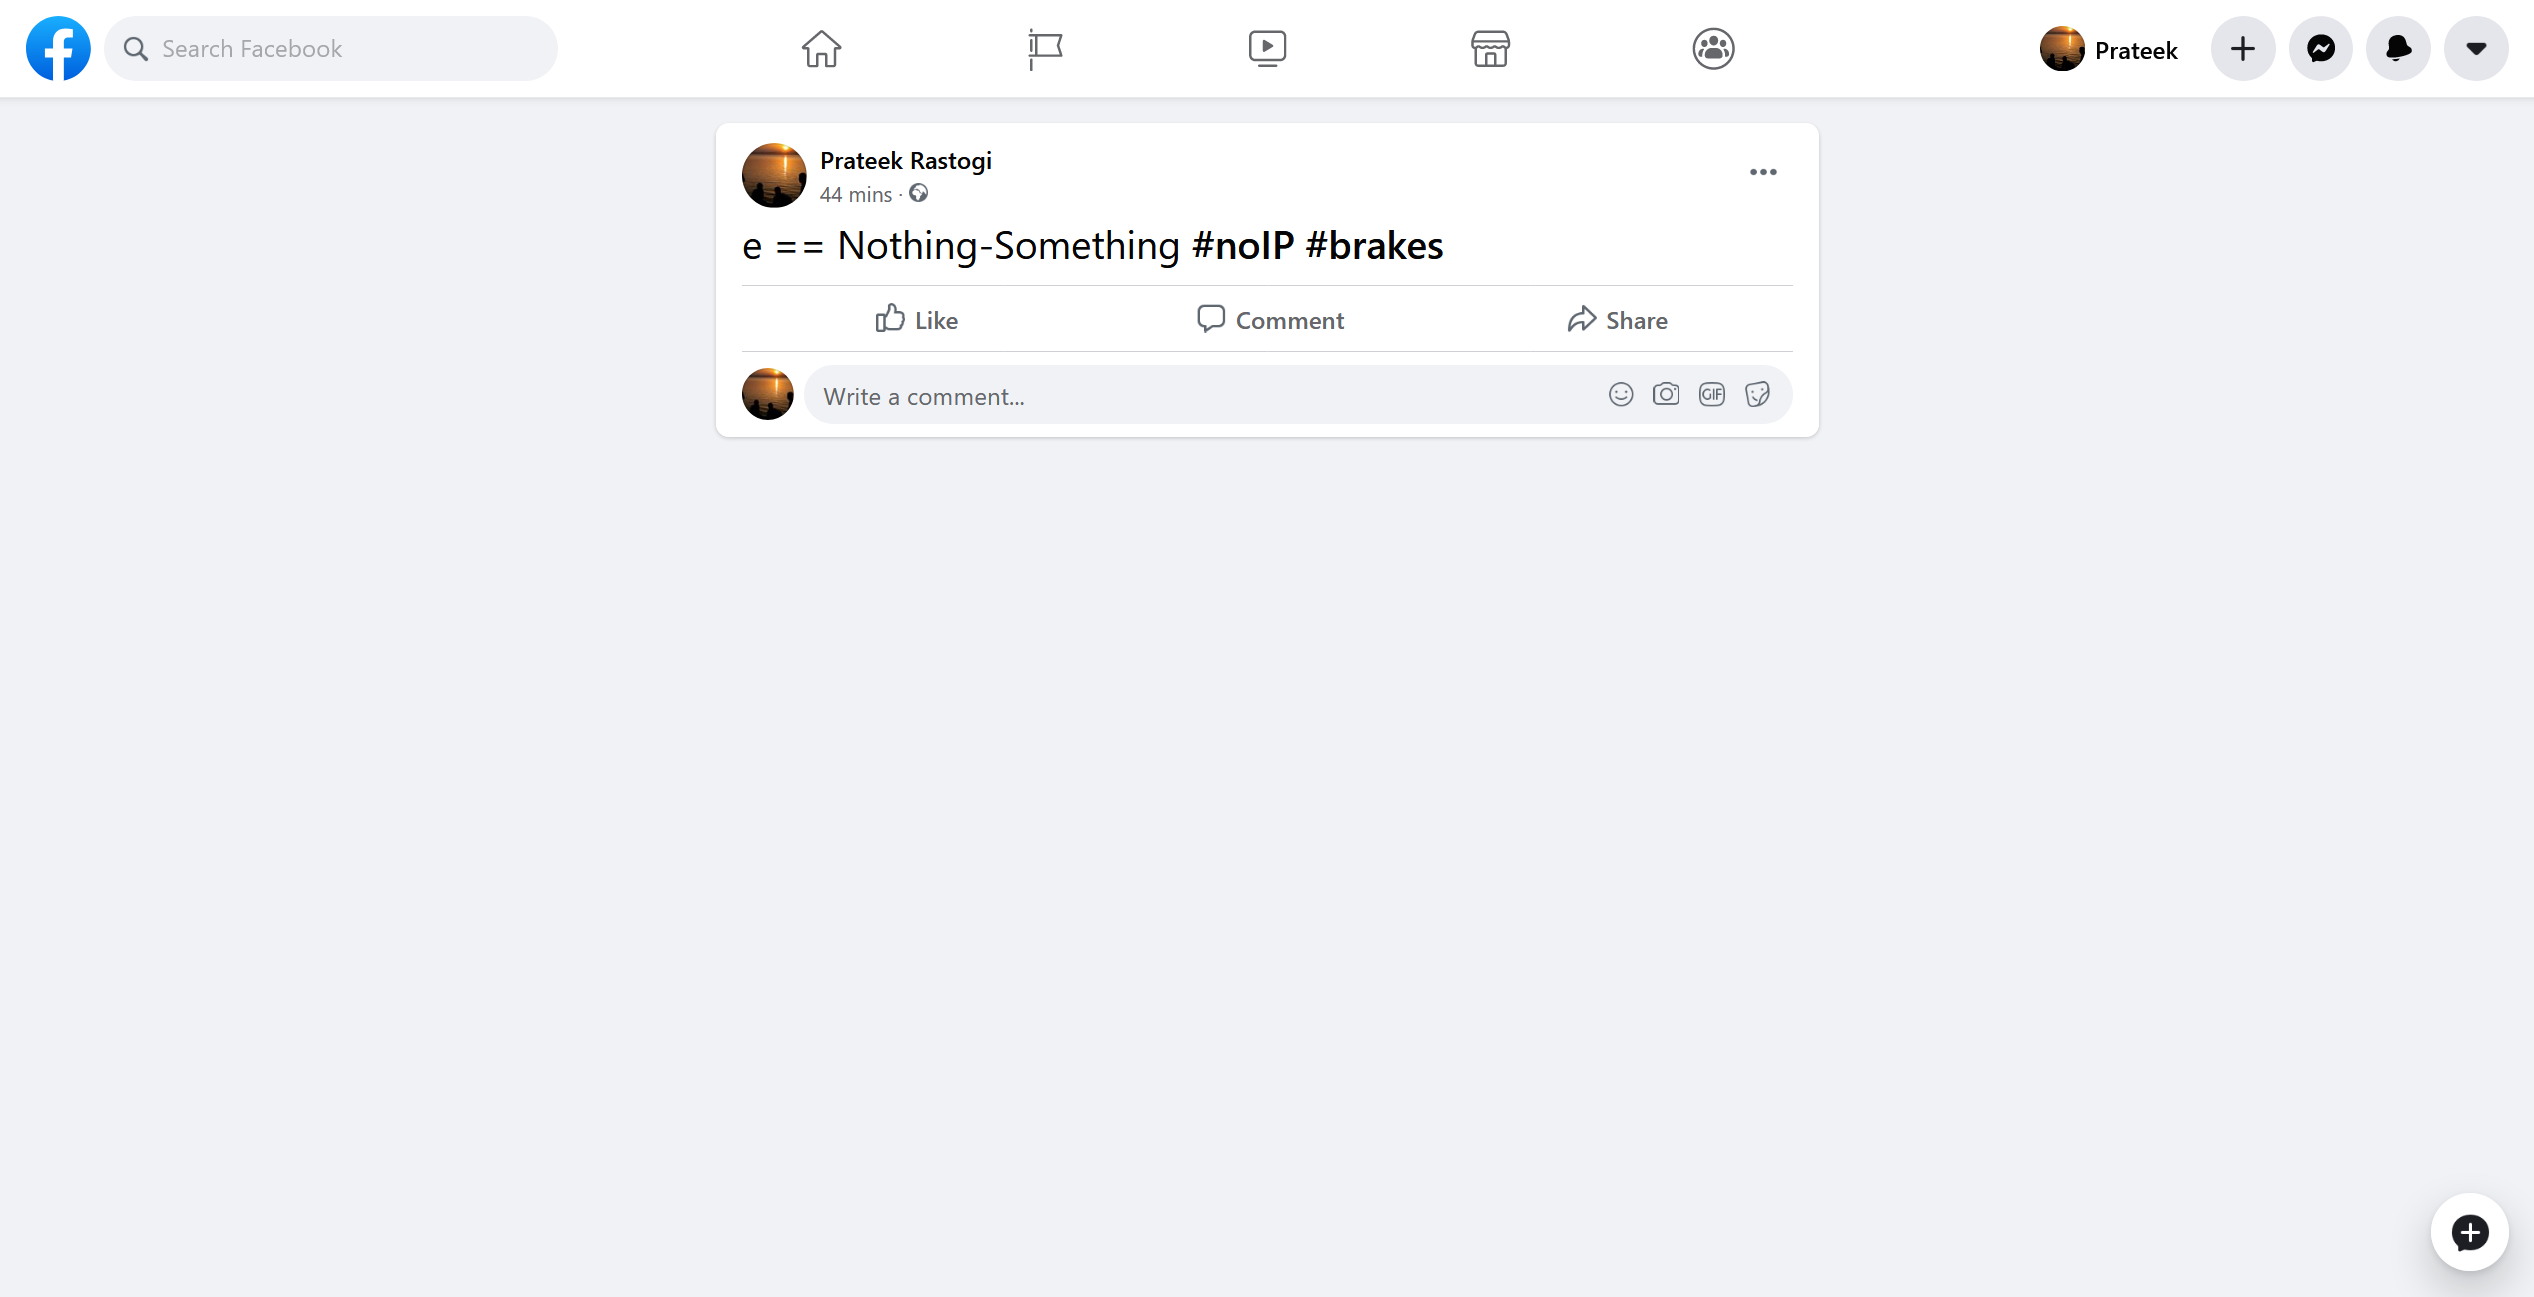 Search Facebook
Prateek
Prateek Rastogi
44 mins ·
e == Nothing-Something #noIP #brakes
Like Comment Share
Write a comment...
GIF